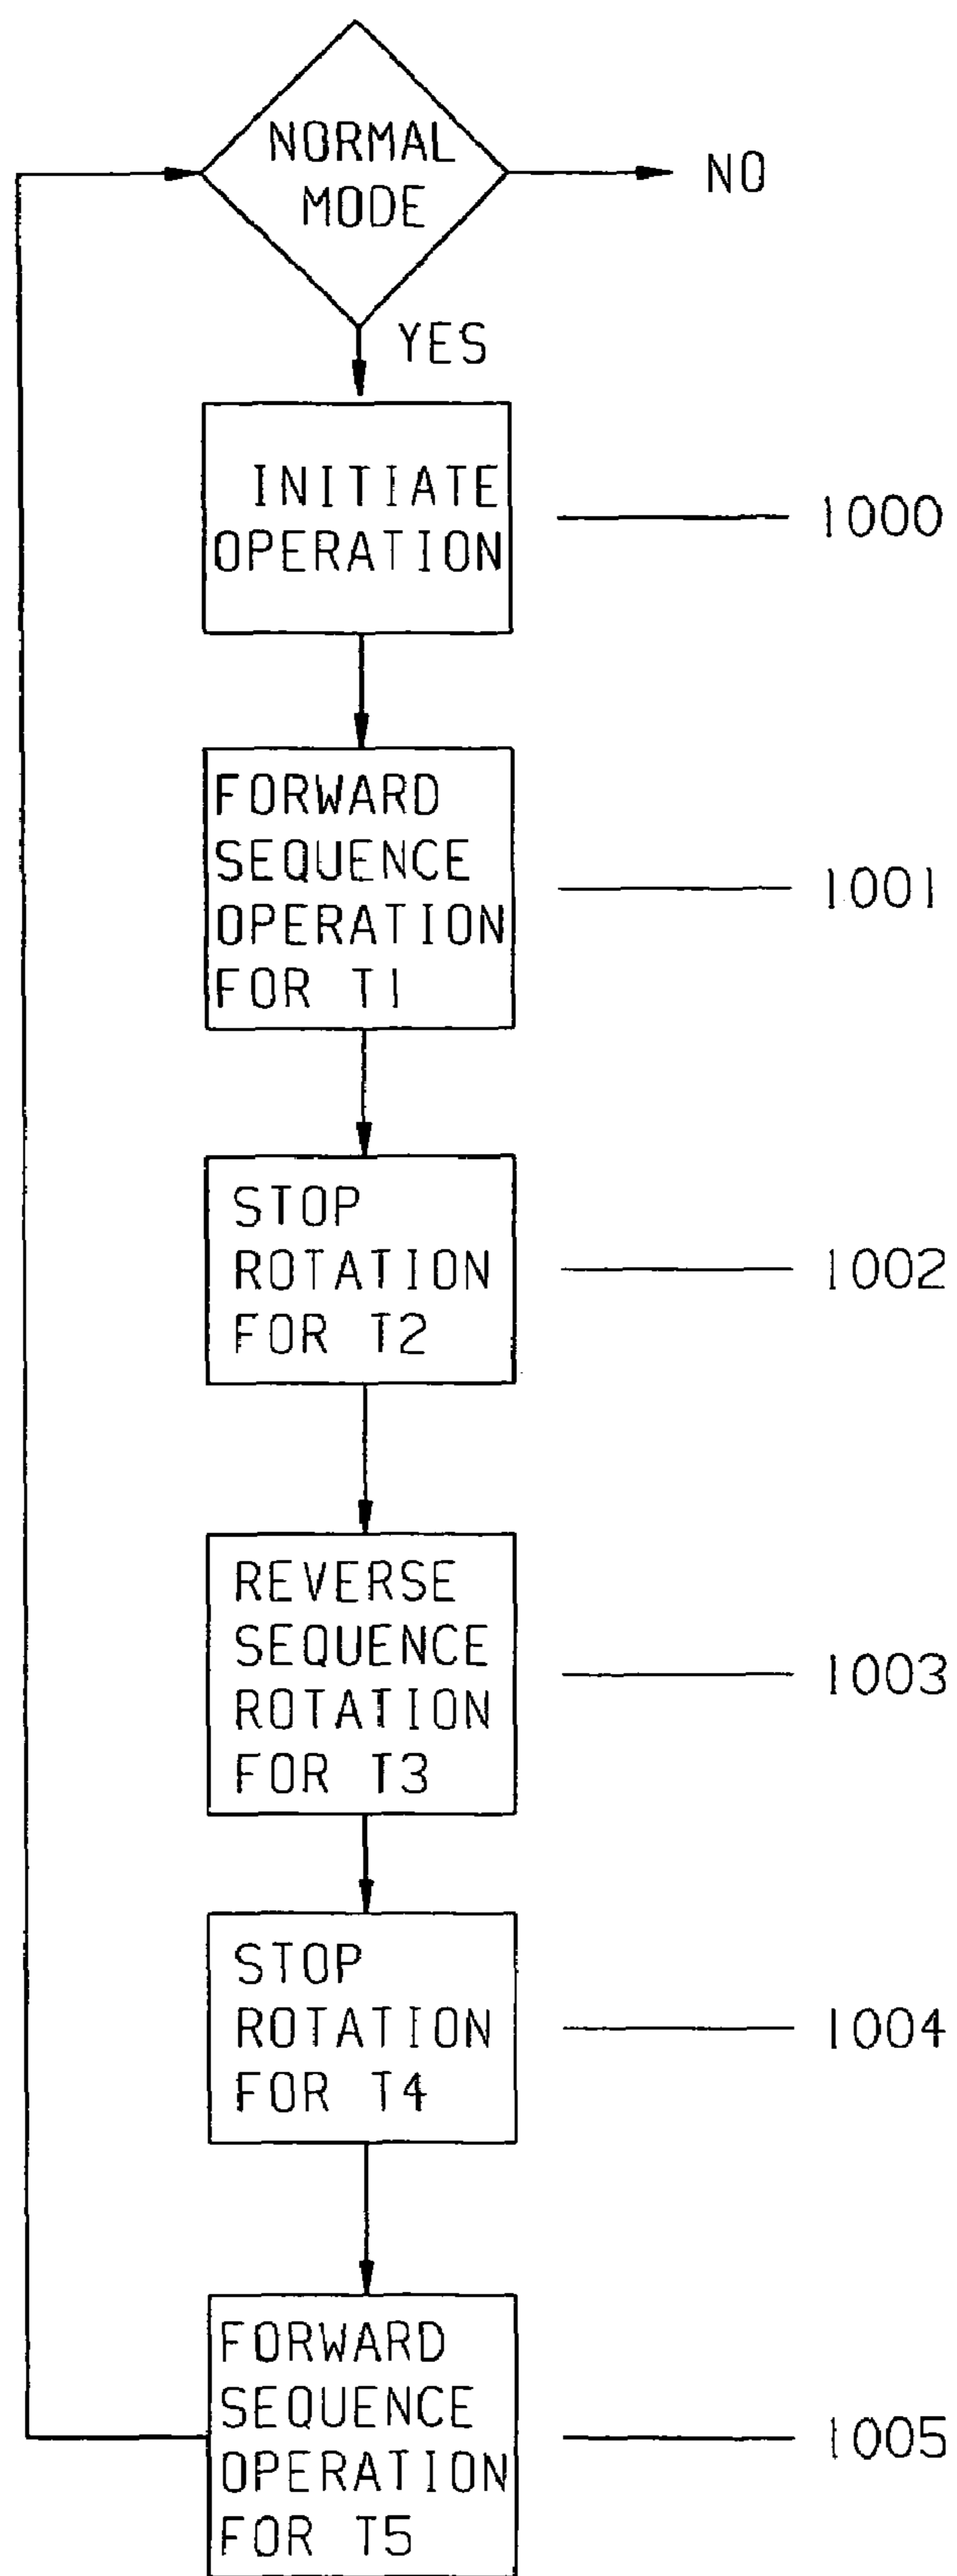 NORMAL
MODE
NO
YES
INITIATE
OPERATION
1000
FORWARD
SEQUENCE
OPERATION
FOR T1
1001
STOP
ROTATION
FOR T2
1002
REVERSE
SEQUENCE
ROTATION
FOR T3
1003
STOP
ROTATION
FOR T4
1004
FORWARD
SEQUENCE
OPERATION
FOR T5
1005